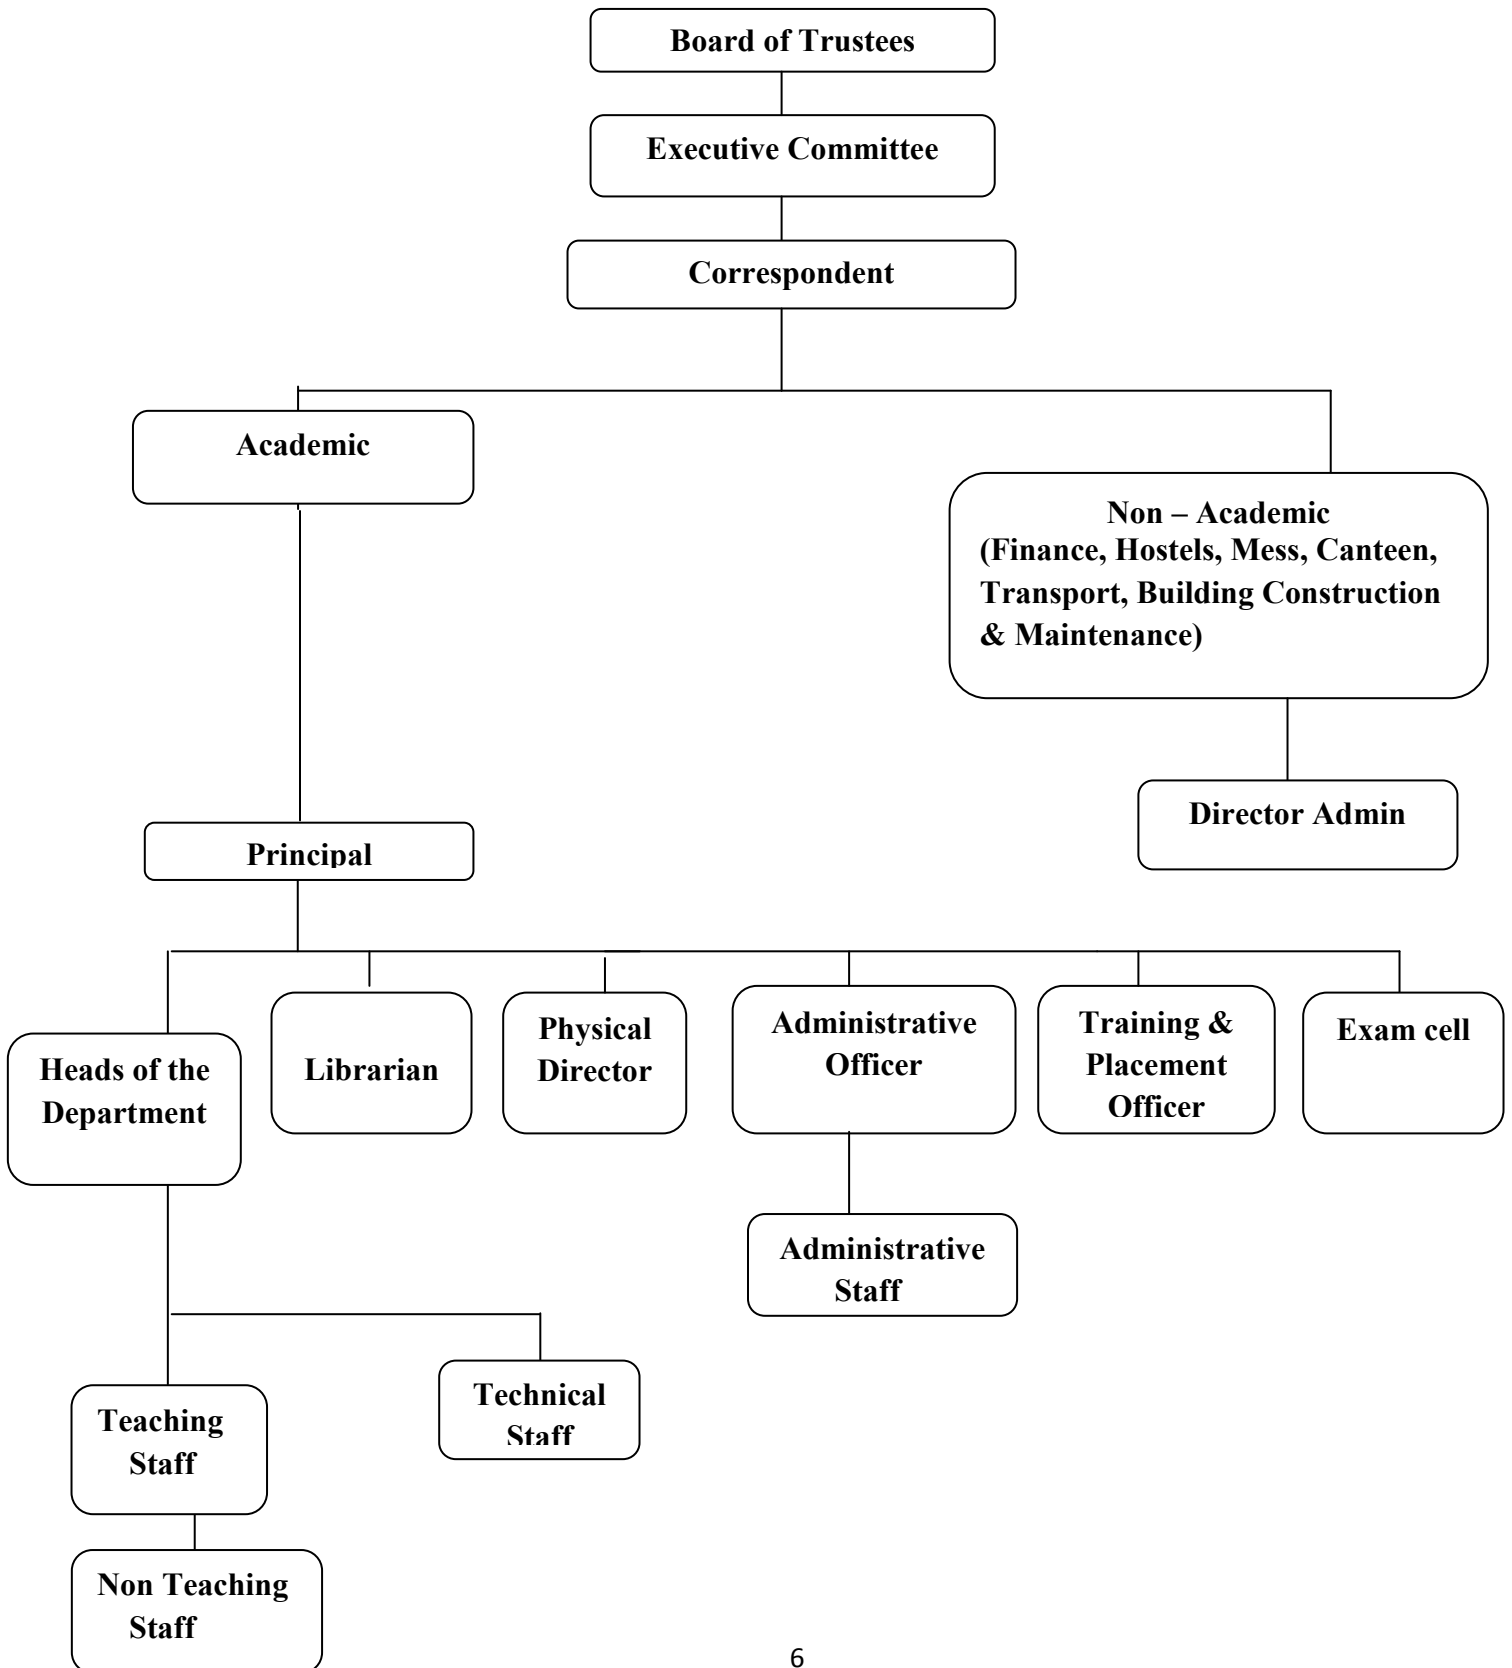 Board of Trustees
Executive Committee
Correspondent
Academic
Non – Academic
(Finance, Hostels, Mess, Canteen,
Transport, Building Construction
& Maintenance)
Director Admin
Principal
Heads of the
Department
Librarian
Physical
Director
Administrative
Officer
Training &
Placement
Officer
Exam cell
Administrative
Staff
Technical
Staff
Teaching
Staff
Non Teaching
Staff
6